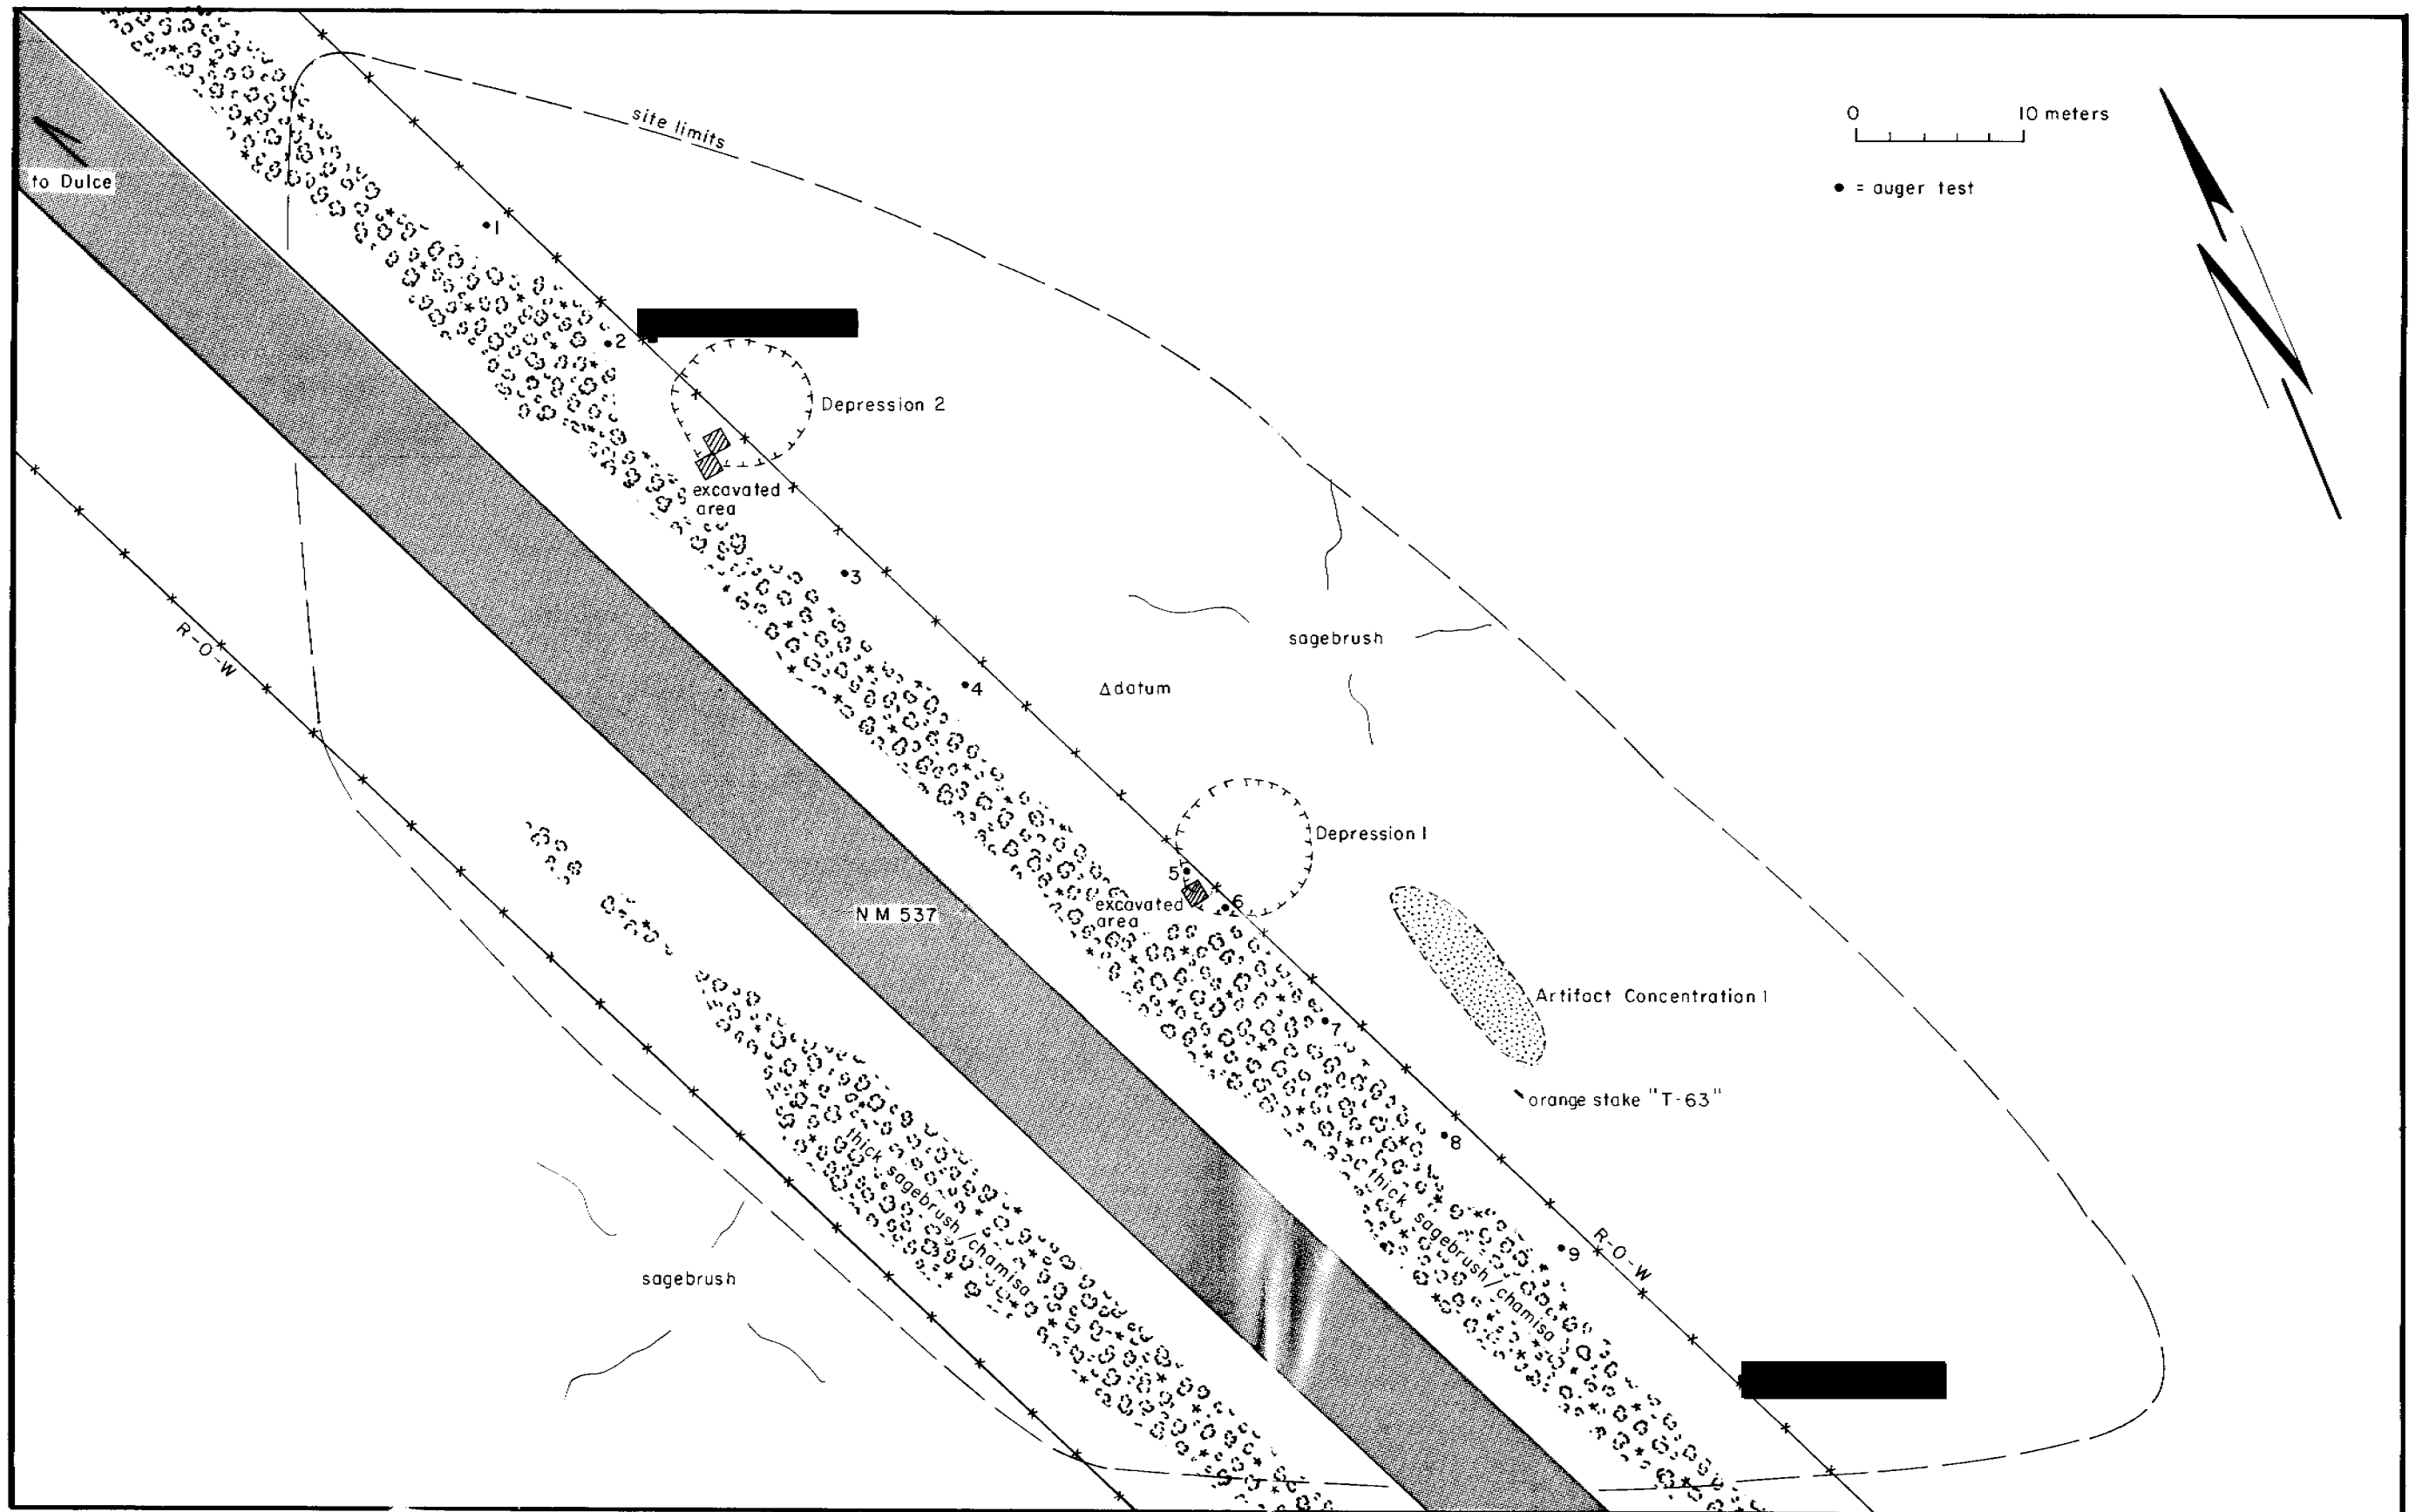 site limits
0 10 meters
• = auger test
to Dulce
1
2
Depression 2
excavated
area
3
sagebrush
4
Δ datum
R-O-W
Depression 1
5
6
excavated
area
NM 537
Artifact Concentration 1
7
orange stake "T-63"
8
thick sagebrush/chamisa
thick sagebrush/chamisa
9
R-O-W
sagebrush